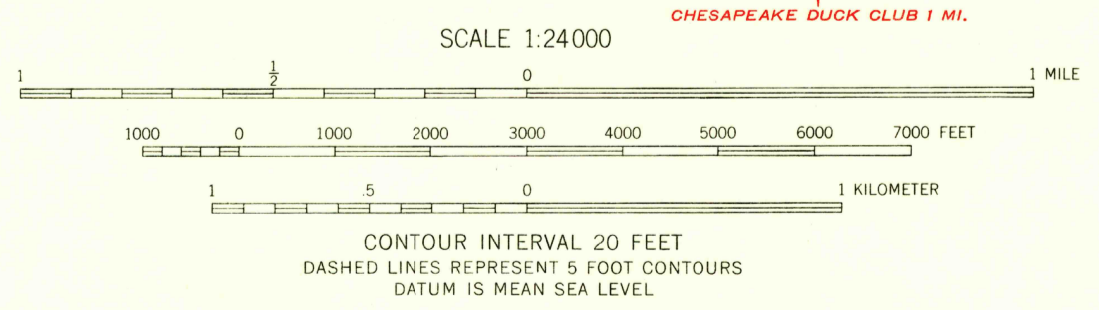 CHESAPEAKE DUCK CLUB 1 MI.
SCALE 1:24000
1 1/2 0 1 MILE
1000 0 1000 2000 3000 4000 5000 6000 7000 FEET
1 .5 0 1 KILOMETER
CONTOUR INTERVAL 20 FEET
DASHED LINES REPRESENT 5 FOOT CONTOURS
DATUM IS MEAN SEA LEVEL